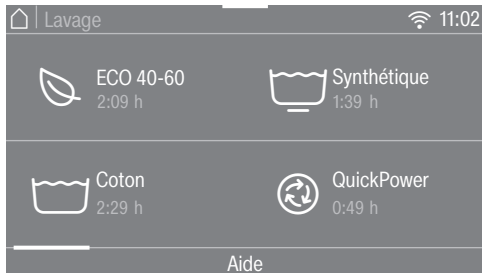 Lavage 11:02
ECO 40-60 Synthétique
2:09 h 1:39 h
Coton QuickPower
2:29 h 0:49 h
Aide